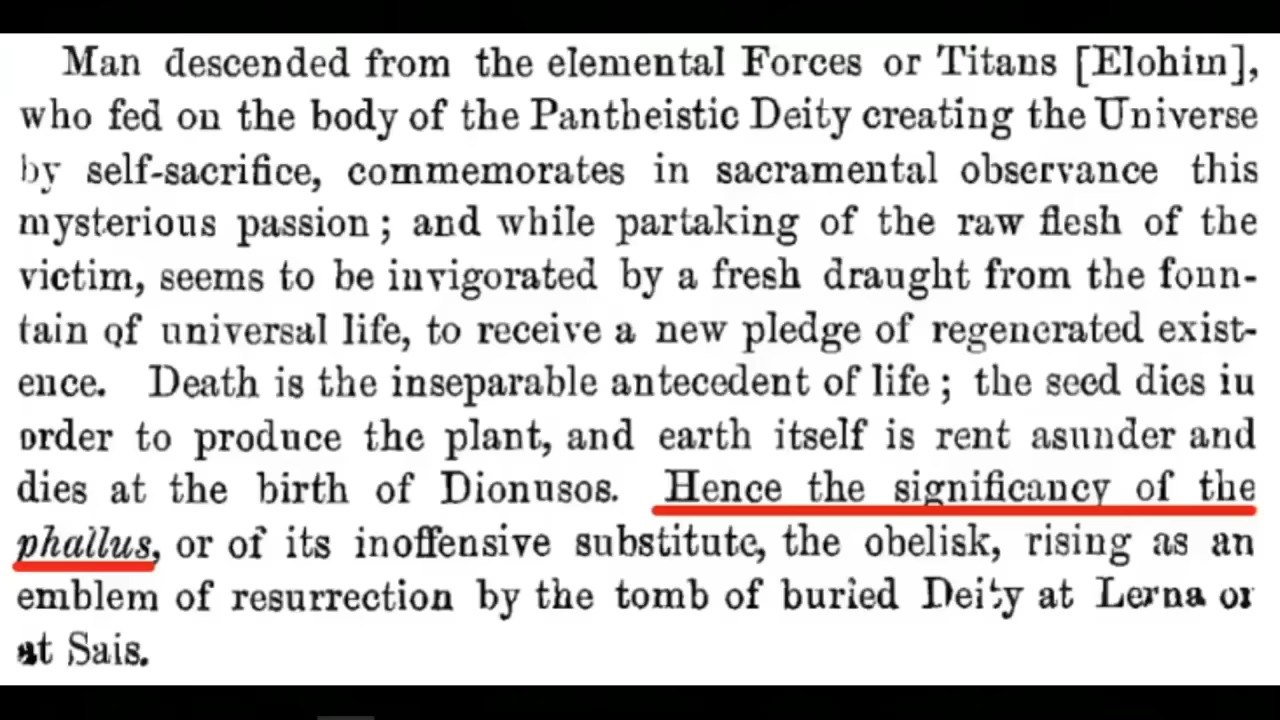 Man descended from the elemental Forces or Titans [Elohim],
who fed on the body of the Pantheistic Deity creating the Universe
by self-sacrifice, commemorates in sacramental observance this
mysterious passion; and while partaking of the raw flesh of the
victim, seems to be invigorated by a fresh draught from the foun-
tain of universal life, to receive a new pledge of regenerated exist-
ence. Death is the inseparable antecedent of life; the seed dies in
order to produce the plant, and earth itself is rent asunder and
dies at the birth of Dionusos. Hence the significancy of the
phallus, or of its inoffensive substitute, the obelisk, rising as an
emblem of resurrection by the tomb of buried Deity at Lerna or
at Sais.